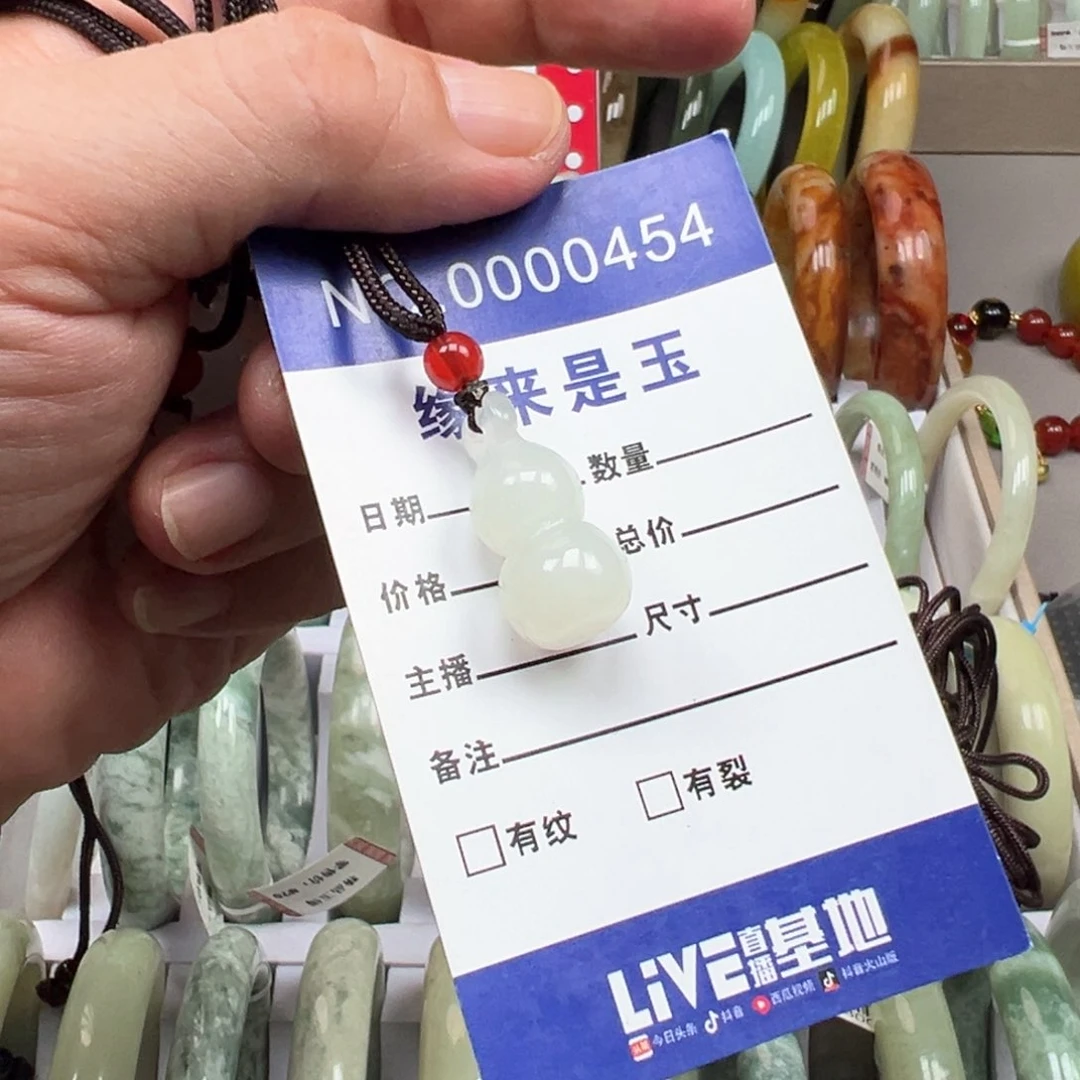 NO 0000454
缘来是玉
日期 数量
价格 总价
主播 尺寸
备注
有纹 有裂
LiVE直播基地
今日头条 抖音 西瓜视频 抖音火山版